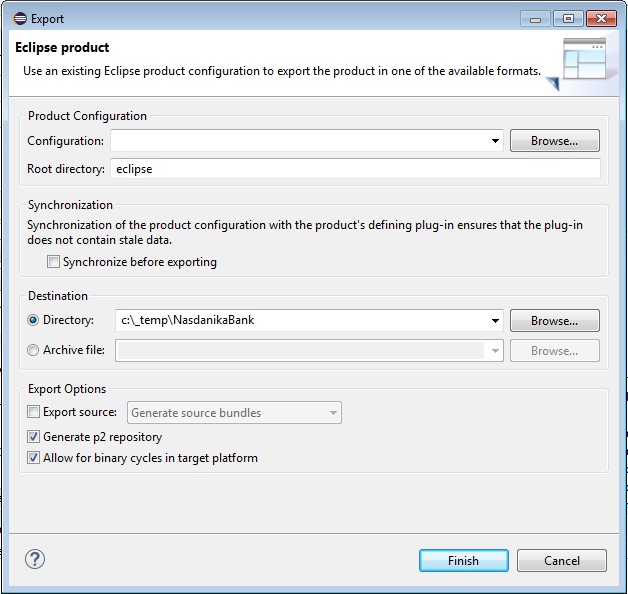 Export
Eclipse product
Use an existing Eclipse product configuration to export the product in one of the available formats.
Product Configuration
Configuration: Browse...
Root directory: eclipse
Synchronization
Synchronization of the product configuration with the product's defining plug-in ensures that the plug-in
does not contain stale data.
Synchronize before exporting
Destination
Directory: c:\_temp\NasdanikaBank Browse...
Archive file: Browse...
Export Options
Export source: Generate source bundles
Generate p2 repository
Allow for binary cycles in target platform
? Finish Cancel